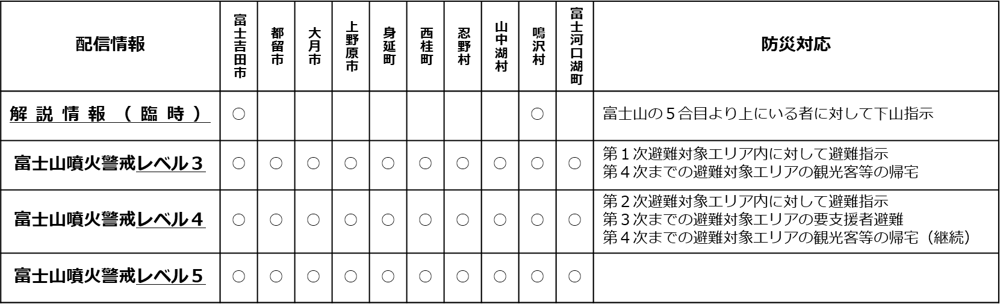 配信情報 富士吉田市 都留市 大月市 上野原市 身延町 西桂町 忍野村 山中湖村 鳴沢村 富士河口湖町 防災対応
解説情報（臨時） ○ ○ 富士山の５合目より上にいる者に対して下山指示
富士山噴火警戒レベル３ ○ ○ ○ ○ ○ ○ ○ ○ ○ ○ 第１次避難対象エリア内に対して避難指示
第４次までの避難対象エリアの観光客等の帰宅
富士山噴火警戒レベル４ ○ ○ ○ ○ ○ ○ ○ ○ ○ ○ 第２次避難対象エリア内に対して避難指示
第３次までの避難対象エリアの要支援者避難
第４次までの避難対象エリアの観光客等の帰宅（継続）
富士山噴火警戒レベル５ ○ ○ ○ ○ ○ ○ ○ ○ ○ ○